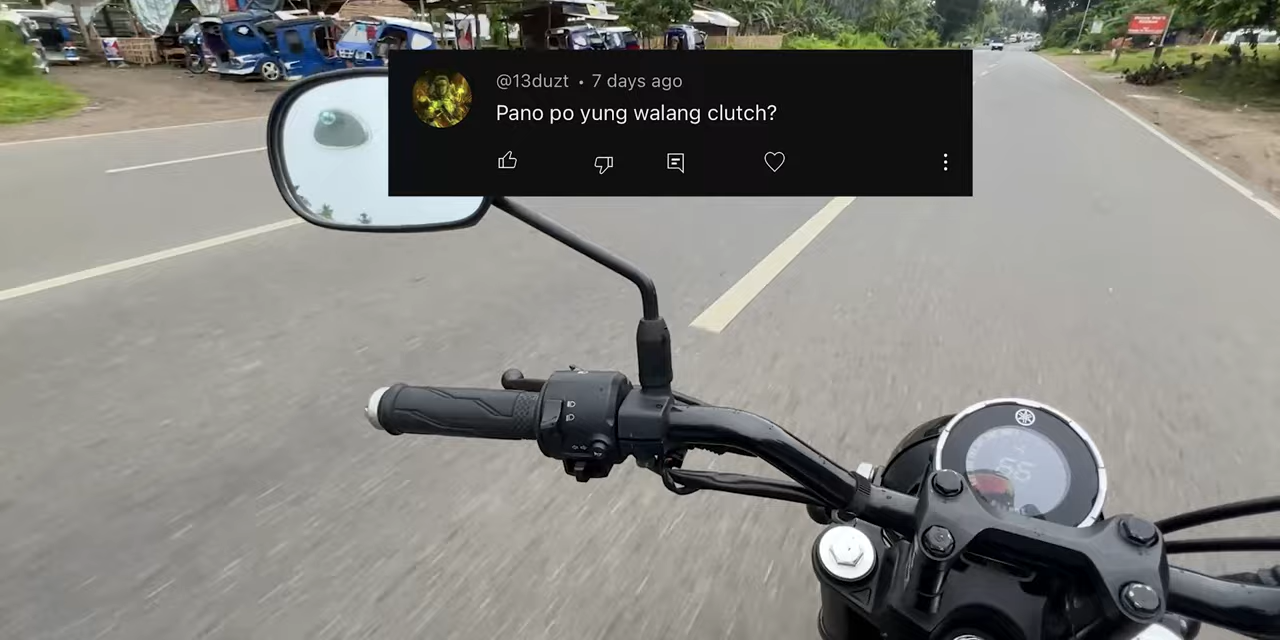 @13duzt • 7 days ago
Pano po yung walang clutch?